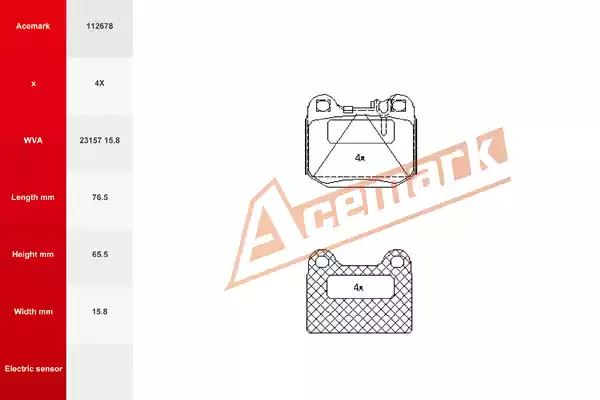 Acemark 112678
x 4X
WVA 23157 15.8
Length mm 76.5
Height mm 65.5
Width mm 15.8
Electric sensor
4x
4x
Acemark